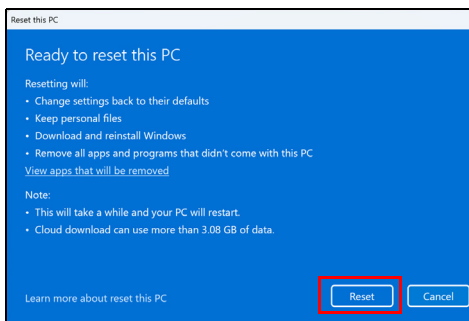 Reset this PC
Ready to reset this PC
Resetting will:
• Change settings back to their defaults
• Keep personal files
• Download and reinstall Windows
• Remove all apps and programs that didn't come with this PC
View apps that will be removed
Note:
• This will take a while and your PC will restart.
• Cloud download can use more than 3.08 GB of data.
Learn more about reset this PC
Reset
Cancel